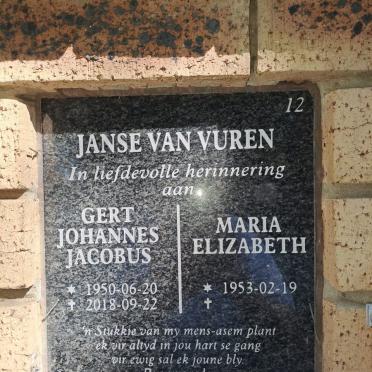 12
JANSE VAN VUREN
In liefdevolle herinnering
aan
GERT
JOHANNES
JACOBUS
* 1950-06-20
✝ 2018-09-22
MARIA
ELIZABETH
* 1953-02-19
✝
'n Stukkie van my mens-asem plant
ek vir altyd in jou hart se gang
vir ewig sal ek joune bly